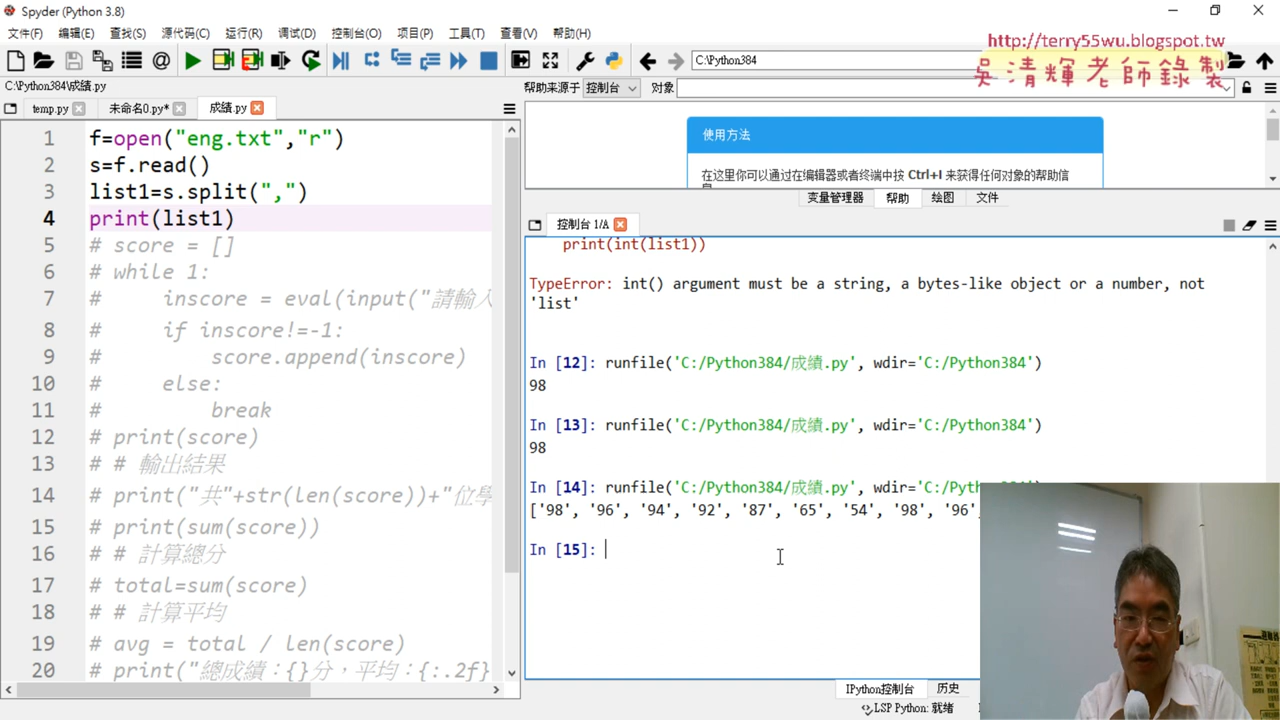 Spyder (Python 3.8)
文件(F) 编辑(E) 查找(S) 源代码(C) 运行(R) 调试(D) 控制台(O) 项目(P) 工具(T) 查看(V) 帮助(H)
http://terry55wu.blogspot.tw
吳清輝老師錄製
C:\Python384
C:\Python384\成績.py
帮助来源于 控制台 对象
temp.py 未命名0.py* 成績.py
使用方法
在这里你可以通过在编辑器或者终端中按 Ctrl+I 来获得任何对象的帮助信
变量管理器 帮助 绘图 文件
控制台 1/A
1 f=open("eng.txt","r")
2 s=f.read()
3 list1=s.split(",")
4 print(list1)
5 # score = []
6 # while 1:
7 #     inscore = eval(input("請輸入
8 #     if inscore!=-1:
9 #         score.append(inscore)
10 #     else:
11 #         break
12 # print(score)
13 # # 輸出結果
14 # print("共"+str(len(score))+"位學
15 # print(sum(score))
16 # # 計算總分
17 # total=sum(score)
18 # # 計算平均
19 # avg = total / len(score)
20 # print("總成績：{}分，平均：{:.2f}
print(int(list1))
TypeError: int() argument must be a string, a bytes-like object or a number, not
'list'
In [12]: runfile('C:/Python384/成績.py', wdir='C:/Python384')
98
In [13]: runfile('C:/Python384/成績.py', wdir='C:/Python384')
98
In [14]: runfile('C:/Python384/成績.py', wdir='C:/Python384')
['98', '96', '94', '92', '87', '65', '54', '98', '96',
In [15]:
IPython控制台 历史
LSP Python: 就绪